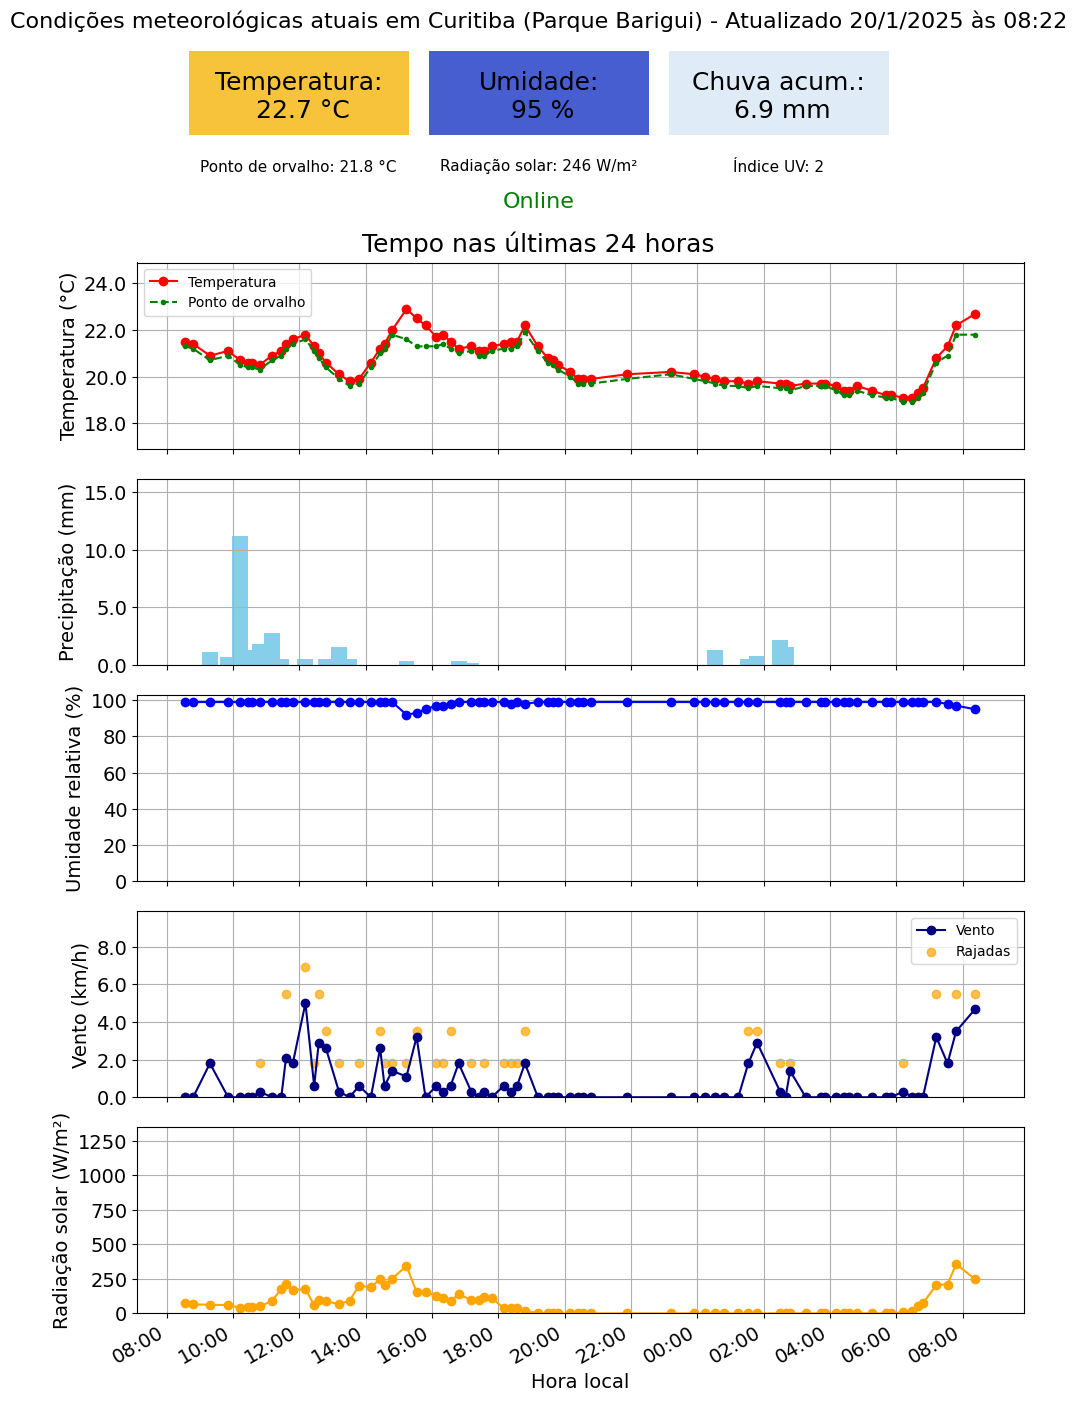 Condições meteorológicas atuais em Curitiba (Parque Barigui) - Atualizado 20/1/2025 às 08:22
Temperatura:
22.7 °C
Umidade:
95 %
Chuva acum.:
6.9 mm
Ponto de orvalho: 21.8 °C
Radiação solar: 246 W/m²
Índice UV: 2
Online
Tempo nas últimas 24 horas
Temperatura (°C)
24.0
22.0
20.0
18.0
Temperatura
Ponto de orvalho
Precipitação (mm)
15.0
10.0
5.0
0.0
Umidade relativa (%)
100
80
60
40
20
0
Vento (km/h)
8.0
6.0
4.0
2.0
0.0
Vento
Rajadas
Radiação solar (W/m²)
1250
1000
750
500
250
0
08:00
10:00
12:00
14:00
16:00
18:00
20:00
22:00
00:00
02:00
04:00
06:00
08:00
Hora local